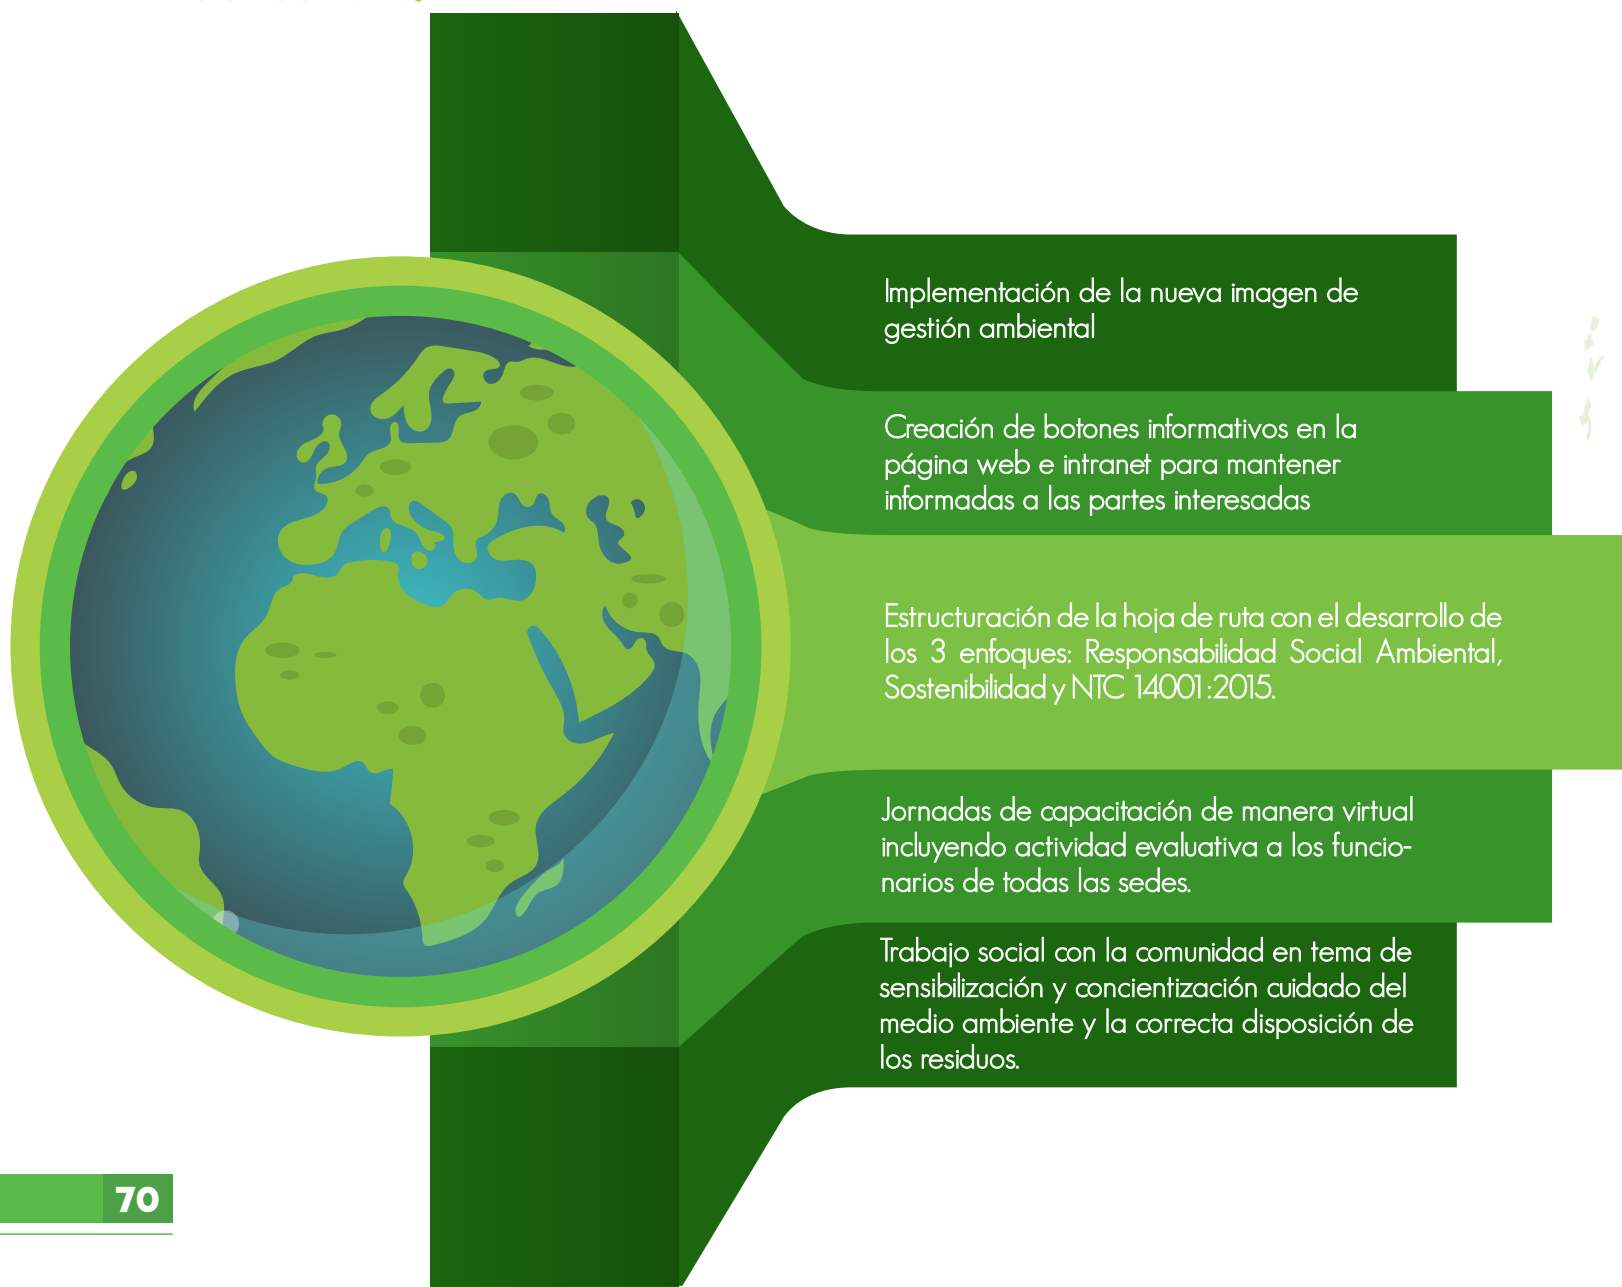 Implementación de la nueva imagen de
gestión ambiental
Creación de botones informativos en la
página web e intranet para mantener
informadas a las partes interesadas
Estructuración de la hoja de ruta con el desarrollo de
los 3 enfoques: Responsabilidad Social Ambiental,
Sostenibilidad y NTC 14001:2015.
Jornadas de capacitación de manera virtual
incluyendo actividad evaluativa a los funcio-
narios de todas las sedes.
Trabajo social con la comunidad en tema de
sensibilización y concientización cuidado del
medio ambiente y la correcta disposición de
los residuos.
70